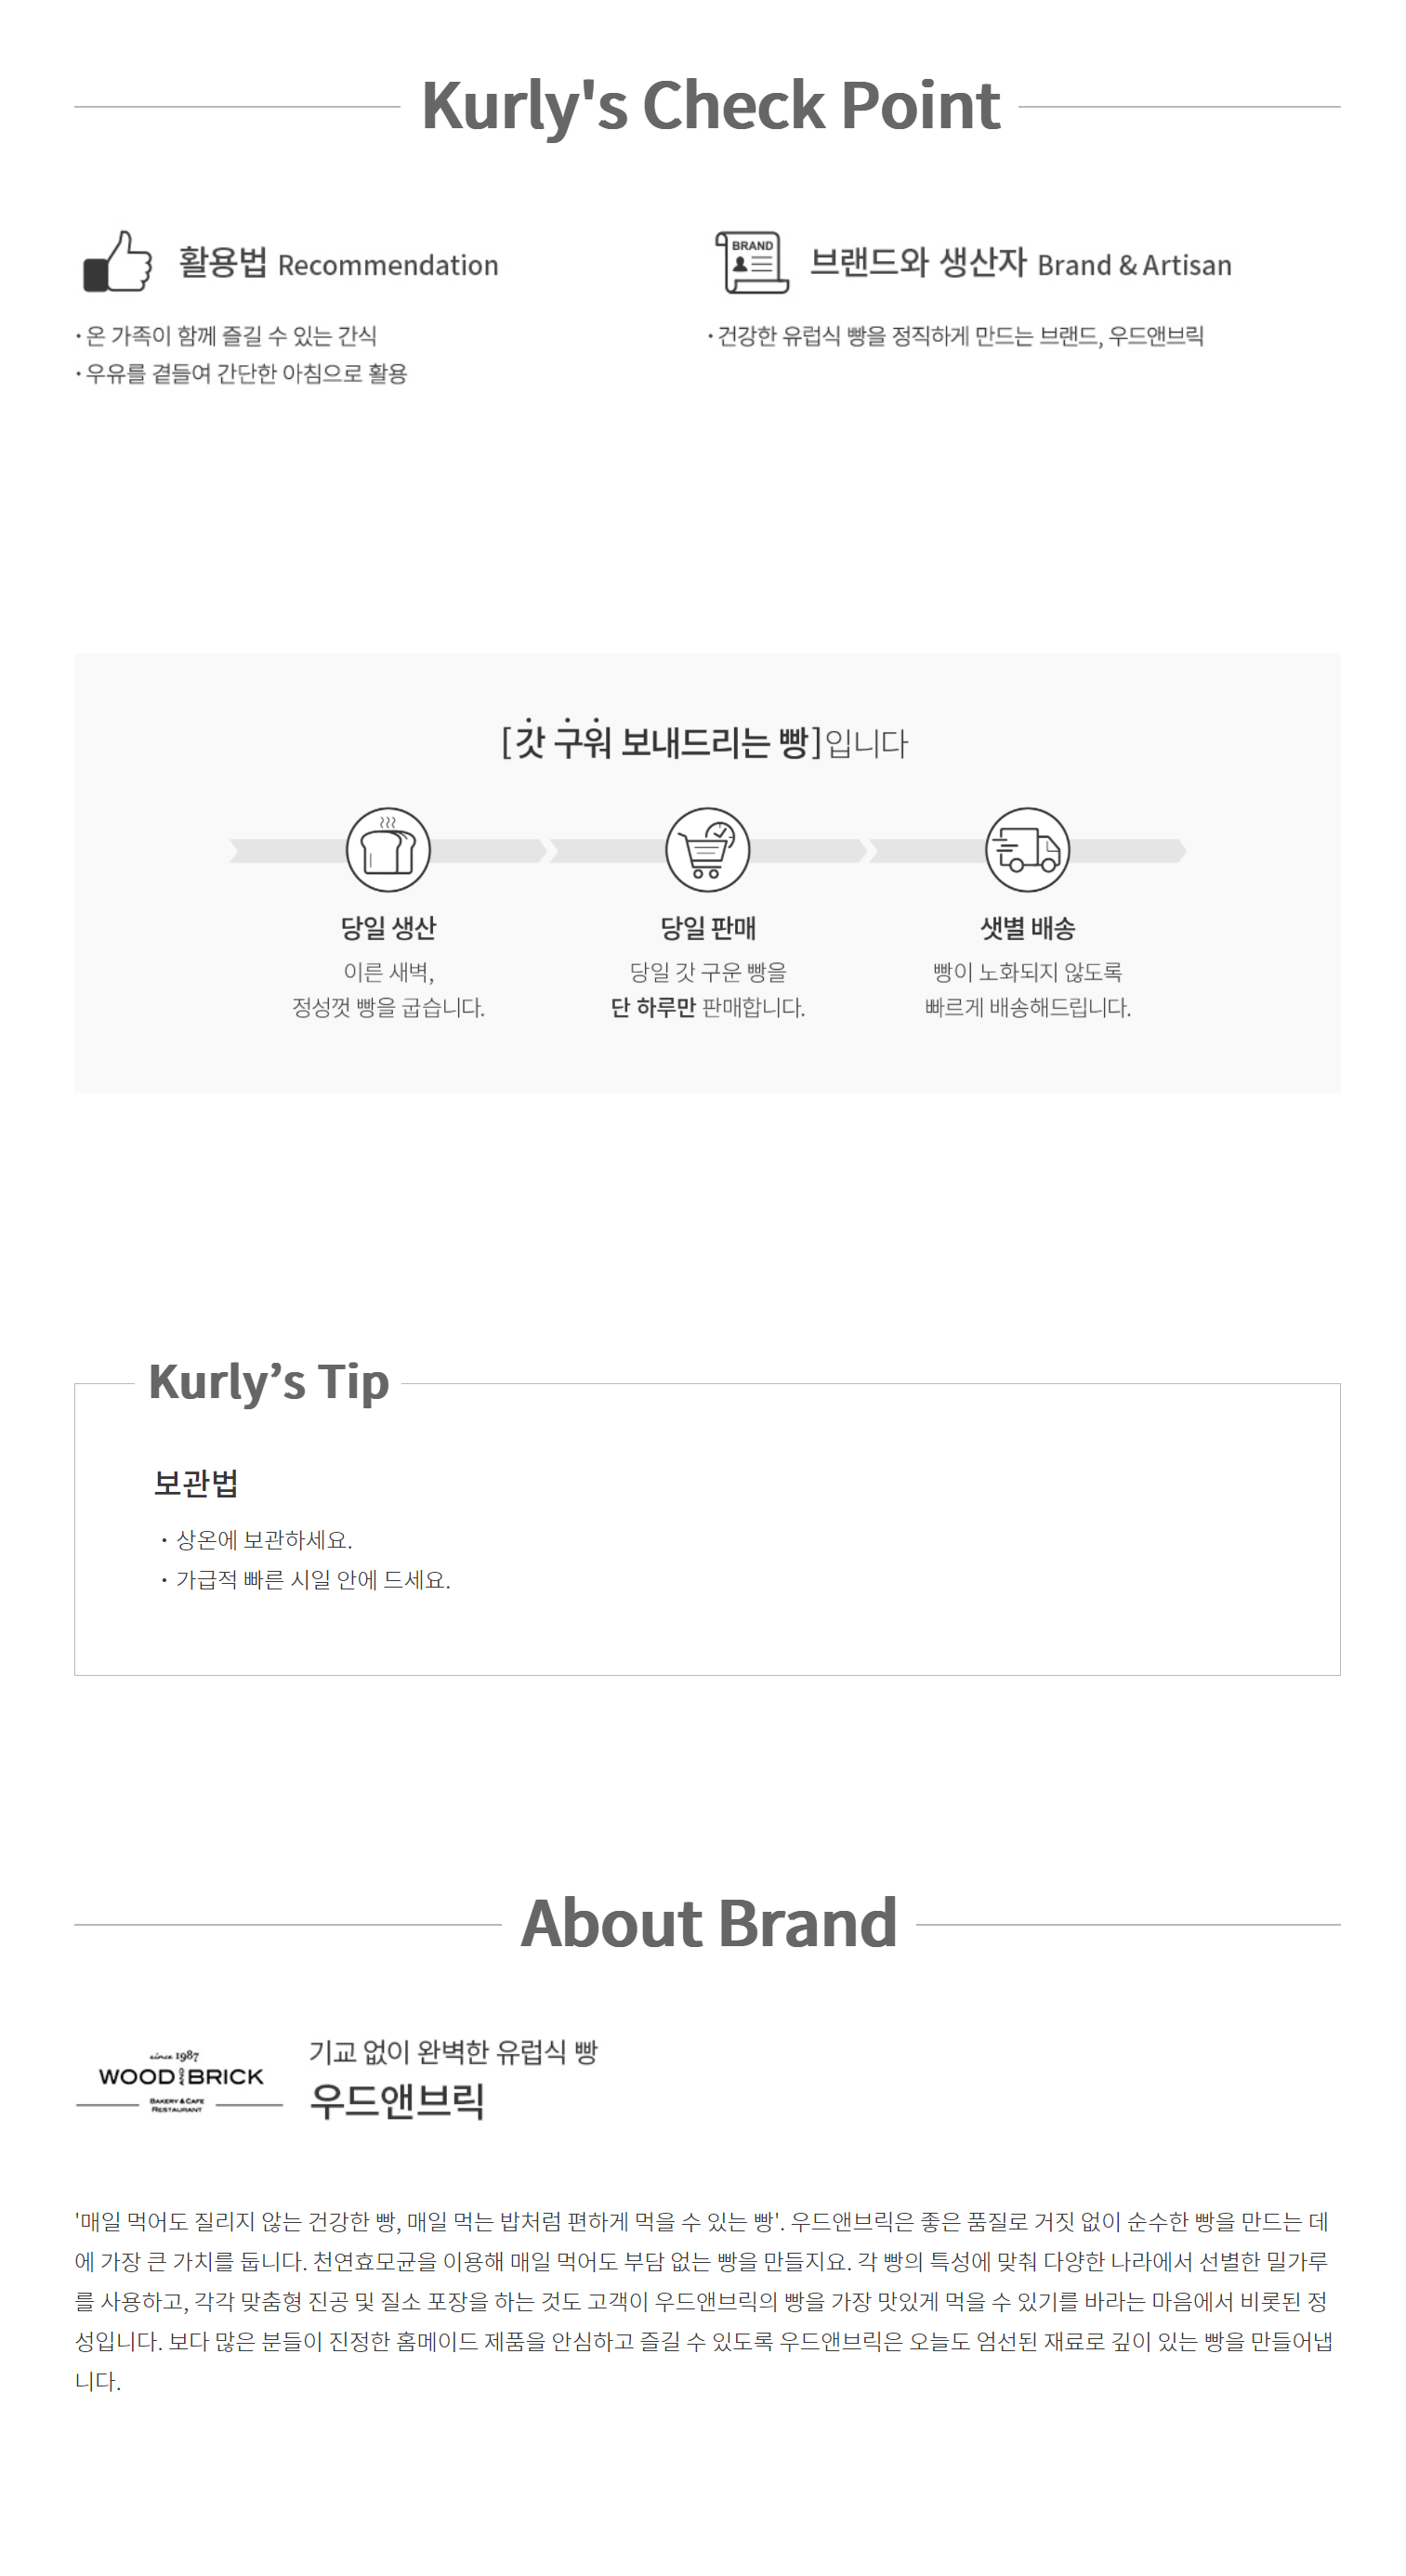 Kurly's Check Point
활용법 Recommendation
· 온 가족이 함께 즐길 수 있는 간식
· 우유를 곁들여 간단한 아침으로 활용
BRAND
브랜드와 생산자 Brand & Artisan
· 건강한 유럽식 빵을 정직하게 만드는 브랜드, 우드앤브릭
[갓 구워 보내드리는 빵]입니다
당일 생산
이른 새벽,
정성껏 빵을 굽습니다.
당일 판매
당일 갓 구운 빵을
단 하루만 판매합니다.
샛별 배송
빵이 노화되지 않도록
빠르게 배송해드립니다.
Kurly’s Tip
보관법
· 상온에 보관하세요.
· 가급적 빠른 시일 안에 드세요.
About Brand
since 1987
WOOD and BRICK
BAKERY & CAFE
RESTAURANT
기교 없이 완벽한 유럽식 빵
우드앤브릭
'매일 먹어도 질리지 않는 건강한 빵, 매일 먹는 밥처럼 편하게 먹을 수 있는 빵'. 우드앤브릭은 좋은 품질로 거짓 없이 순수한 빵을 만드는 데
에 가장 큰 가치를 둡니다. 천연효모균을 이용해 매일 먹어도 부담 없는 빵을 만들지요. 각 빵의 특성에 맞춰 다양한 나라에서 선별한 밀가루
를 사용하고, 각각 맞춤형 진공 및 질소 포장을 하는 것도 고객이 우드앤브릭의 빵을 가장 맛있게 먹을 수 있기를 바라는 마음에서 비롯된 정
성입니다. 보다 많은 분들이 진정한 홈메이드 제품을 안심하고 즐길 수 있도록 우드앤브릭은 오늘도 엄선된 재료로 깊이 있는 빵을 만들어냅
니다.